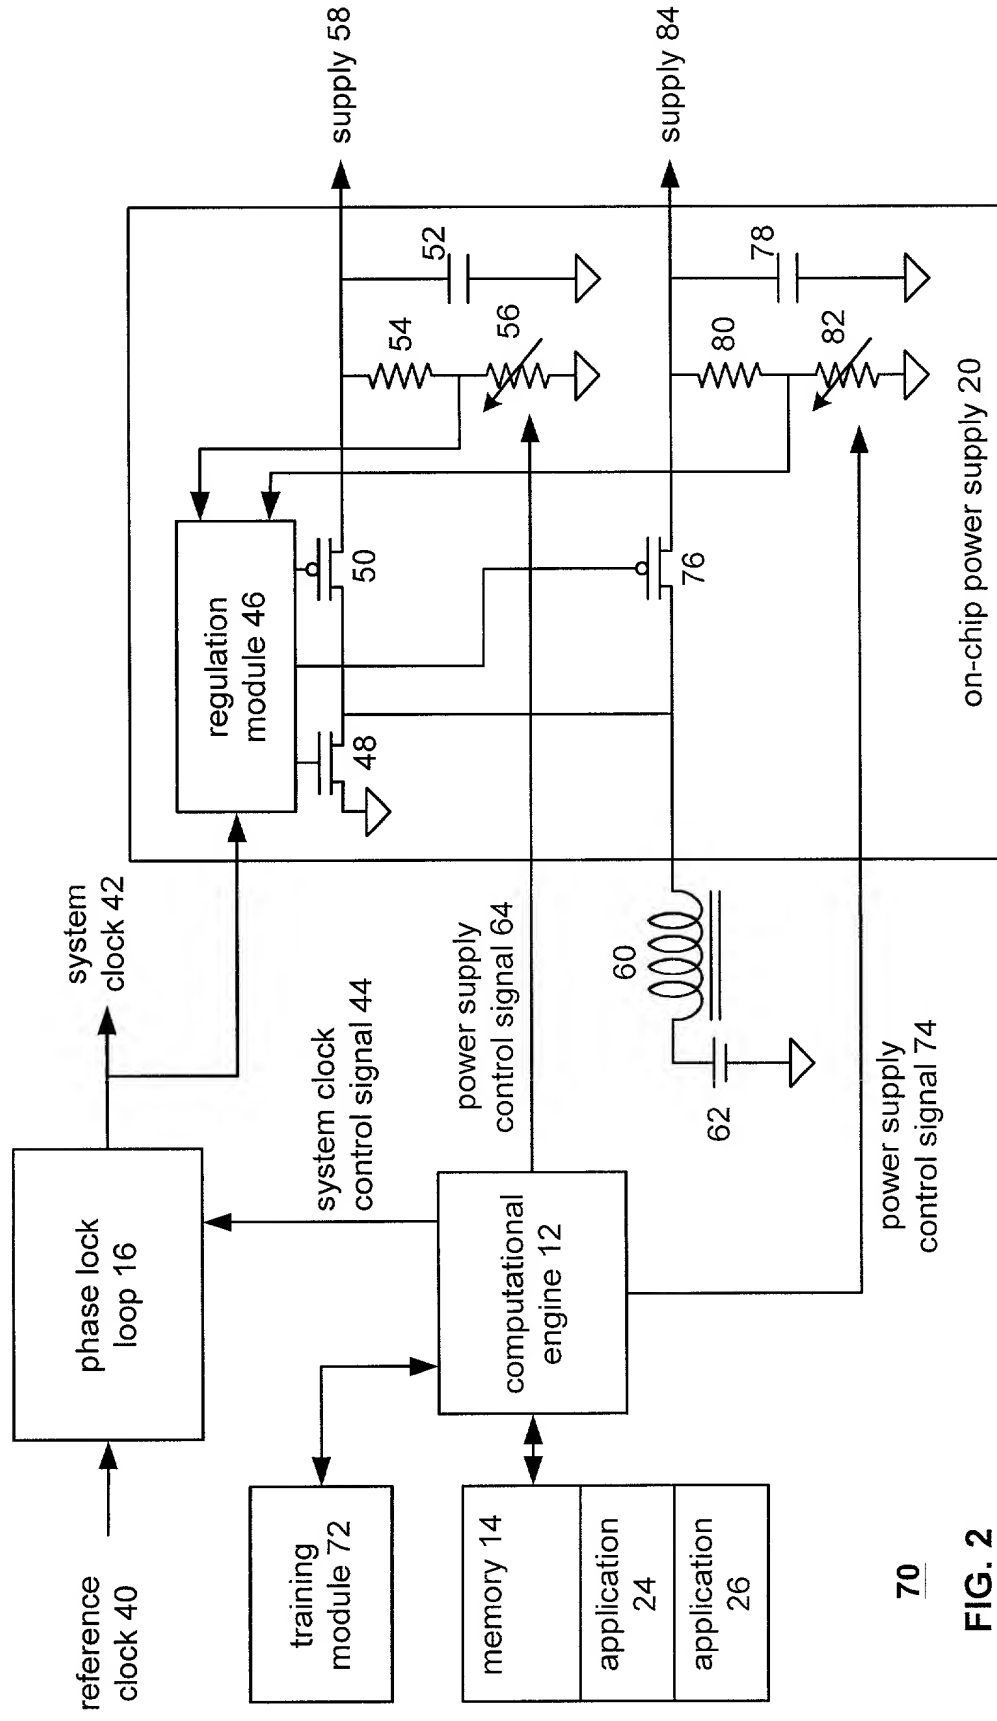 reference
clock 40
phase lock
loop 16
system
clock 42
training
module 72
system clock
control signal 44
memory 14
application
24
application
26
computational
engine 12
power supply
control signal 64
power supply
control signal 74
60
62
regulation
module 46
48
50
76
54
56
52
80
82
78
supply 58
supply 84
on-chip power supply 20
70
FIG. 2